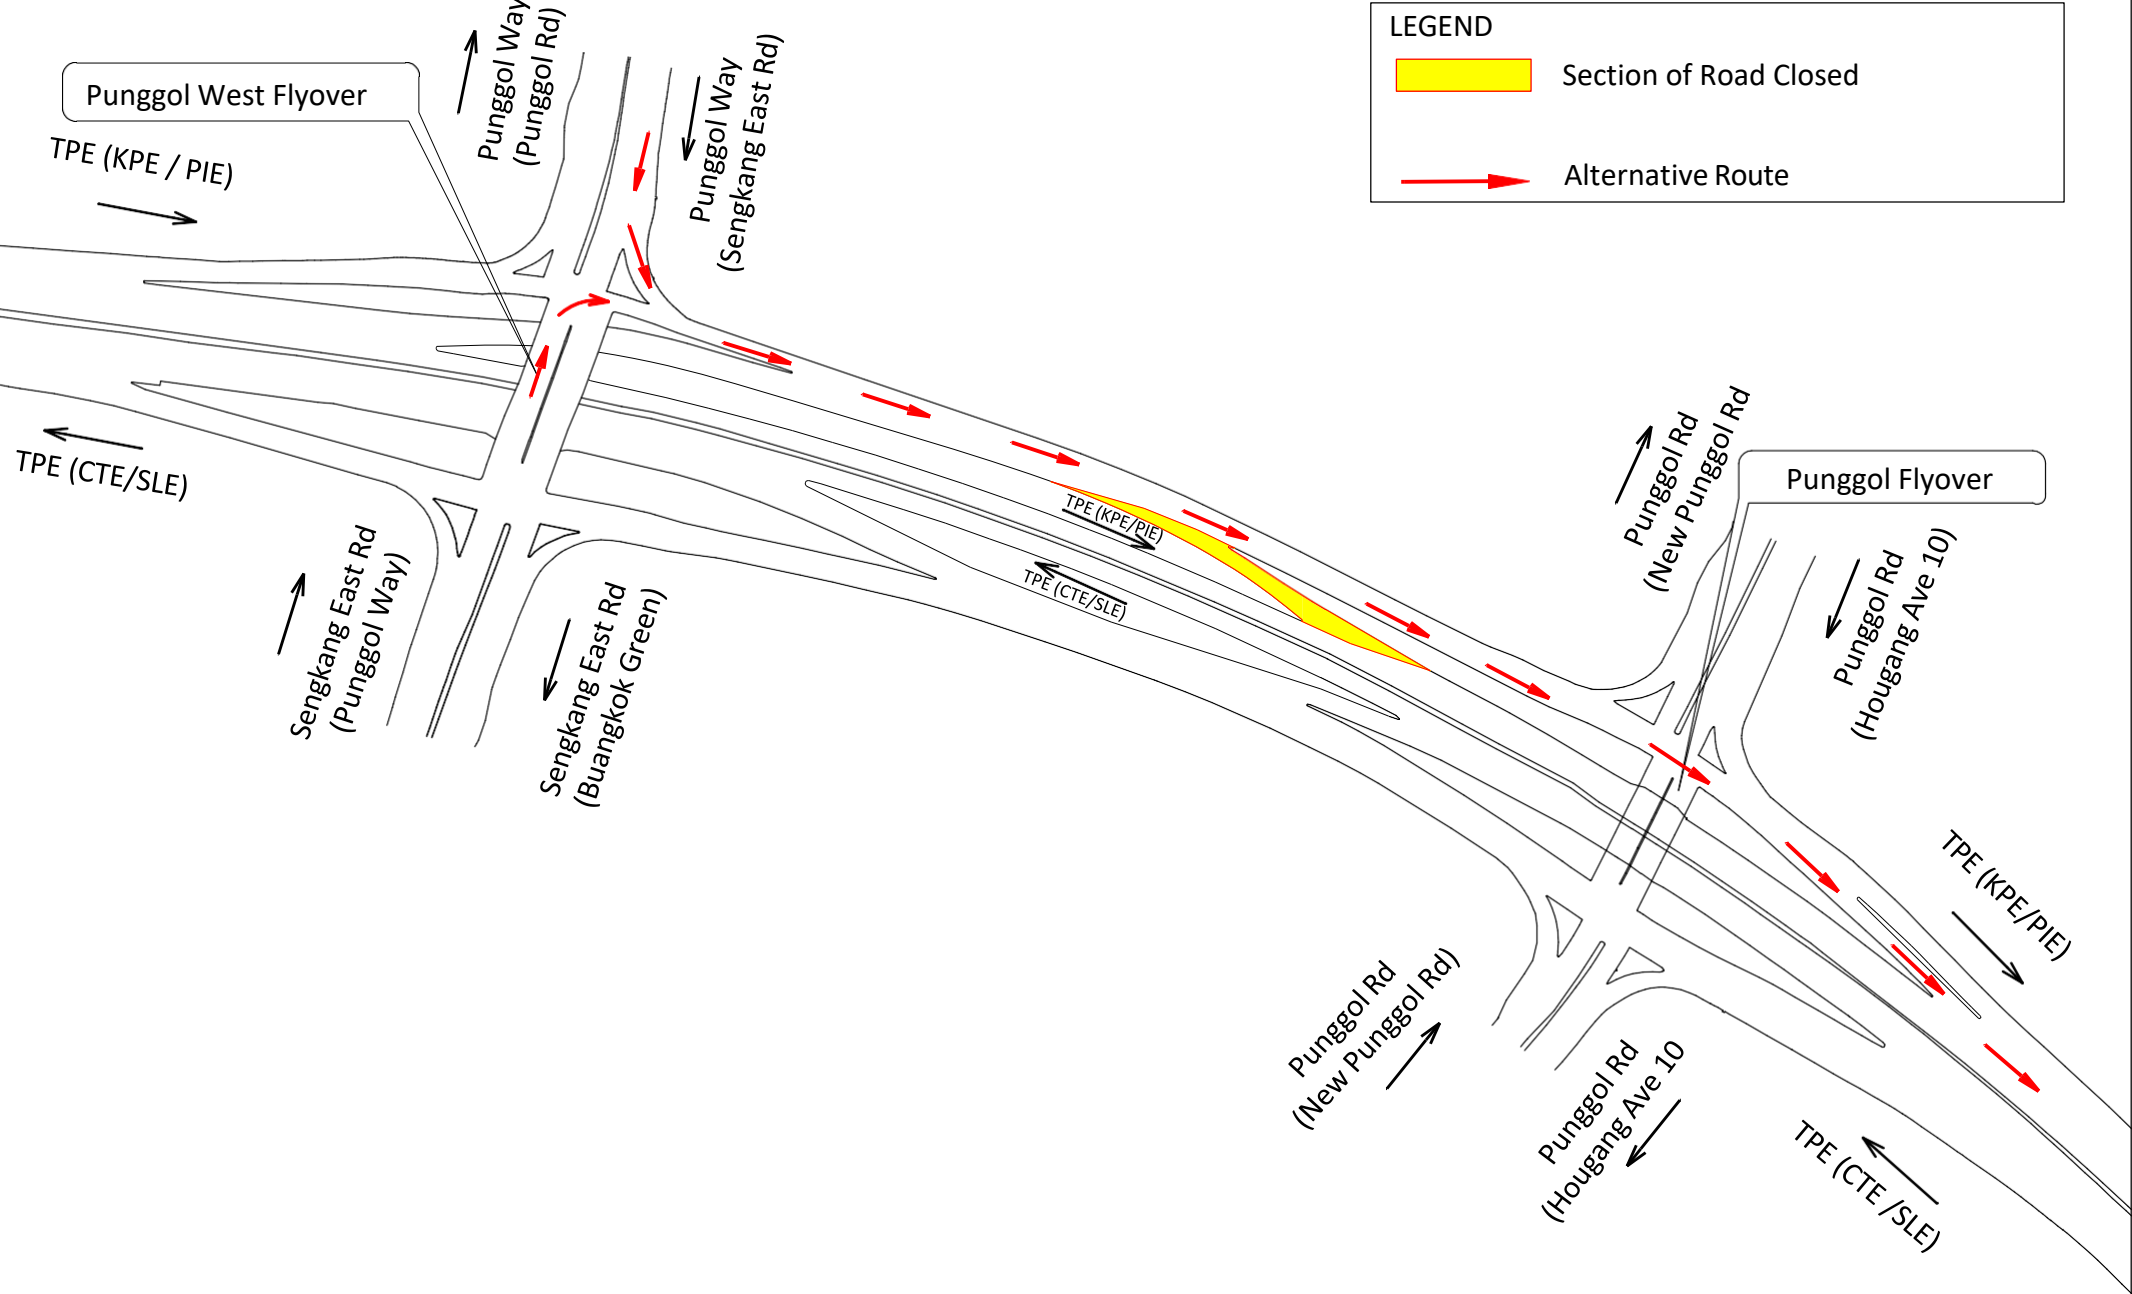 LEGEND
Section of Road Closed
Alternative Route
Punggol West Flyover
TPE (KPE / PIE)
Punggol Way
(Punggol Rd)
Punggol Way
(Sengkang East Rd)
TPE (CTE/SLE)
Sengkang East Rd
(Punggol Way)
Sengkang East Rd
(Buangkok Green)
TPE (KPE/PIE)
TPE (CTE/SLE)
Punggol Rd
(New Punggol Rd
Punggol Flyover
Punggol Rd
(Hougang Ave 10)
TPE (KPE/PIE)
Punggol Rd
(New Punggol Rd)
Punggol Rd
(Hougang Ave 10
TPE (CTE /SLE)